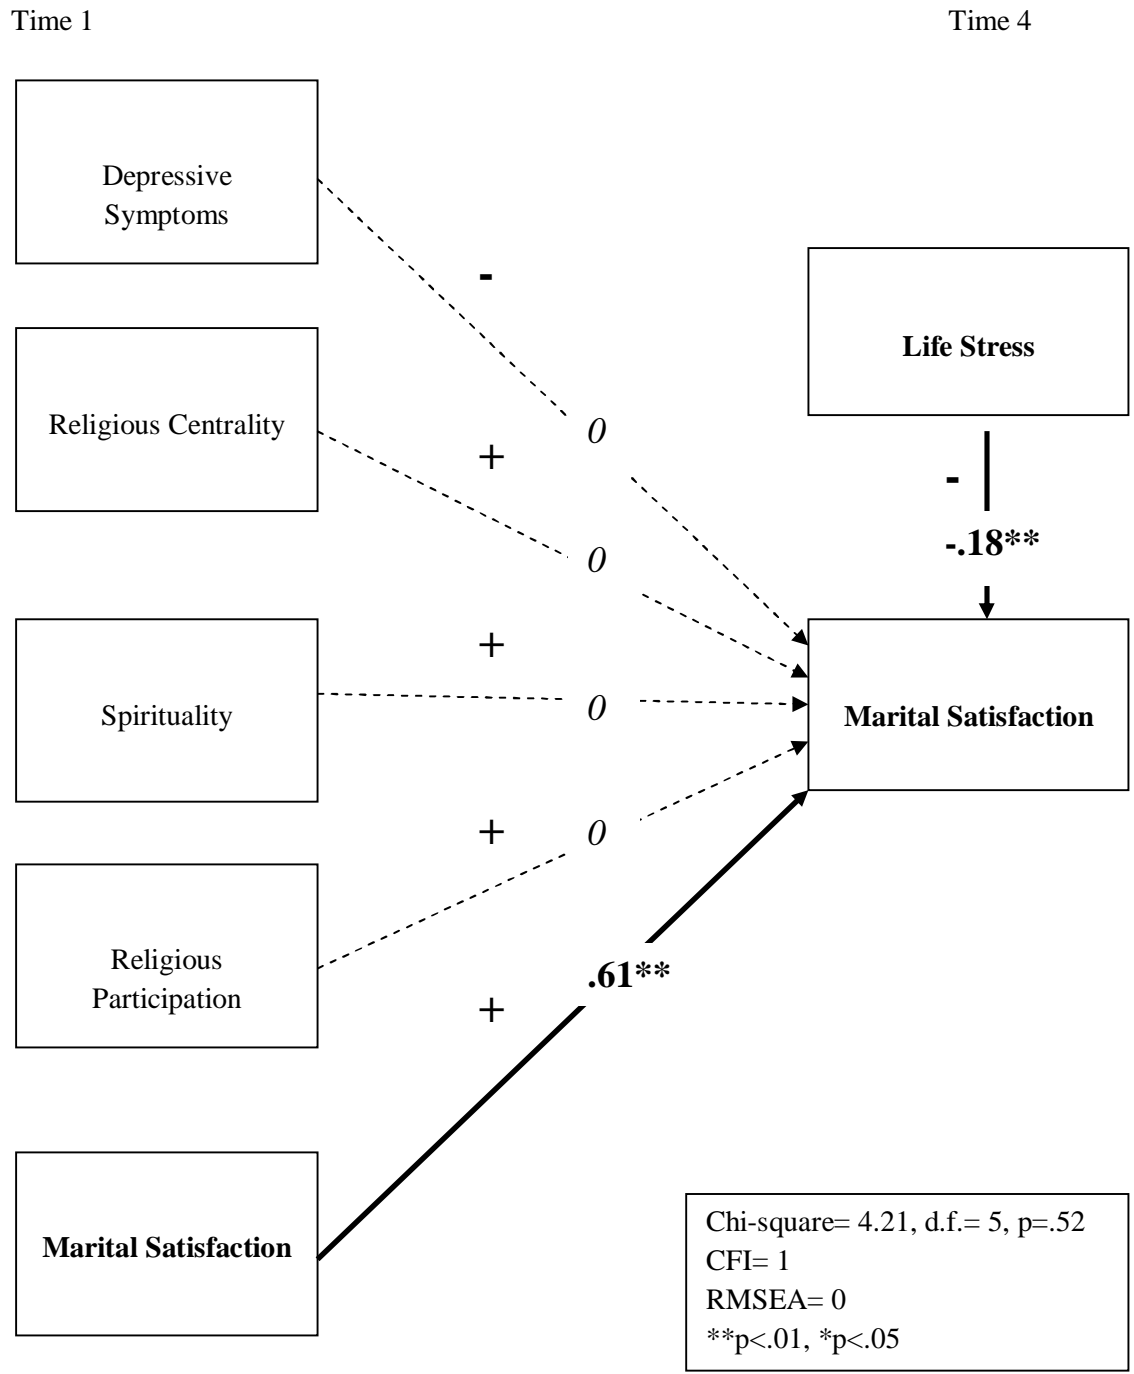 Time 1
Time 4
Depressive
Symptoms
-
Life Stress
Religious Centrality
+
0
-
-.18**
0
+
Spirituality
0
Marital Satisfaction
+
0
Religious
Participation
.61**
+
Marital Satisfaction
Chi-square= 4.21, d.f.= 5, p=.52
CFI= 1
RMSEA= 0
**p<.01, *p<.05